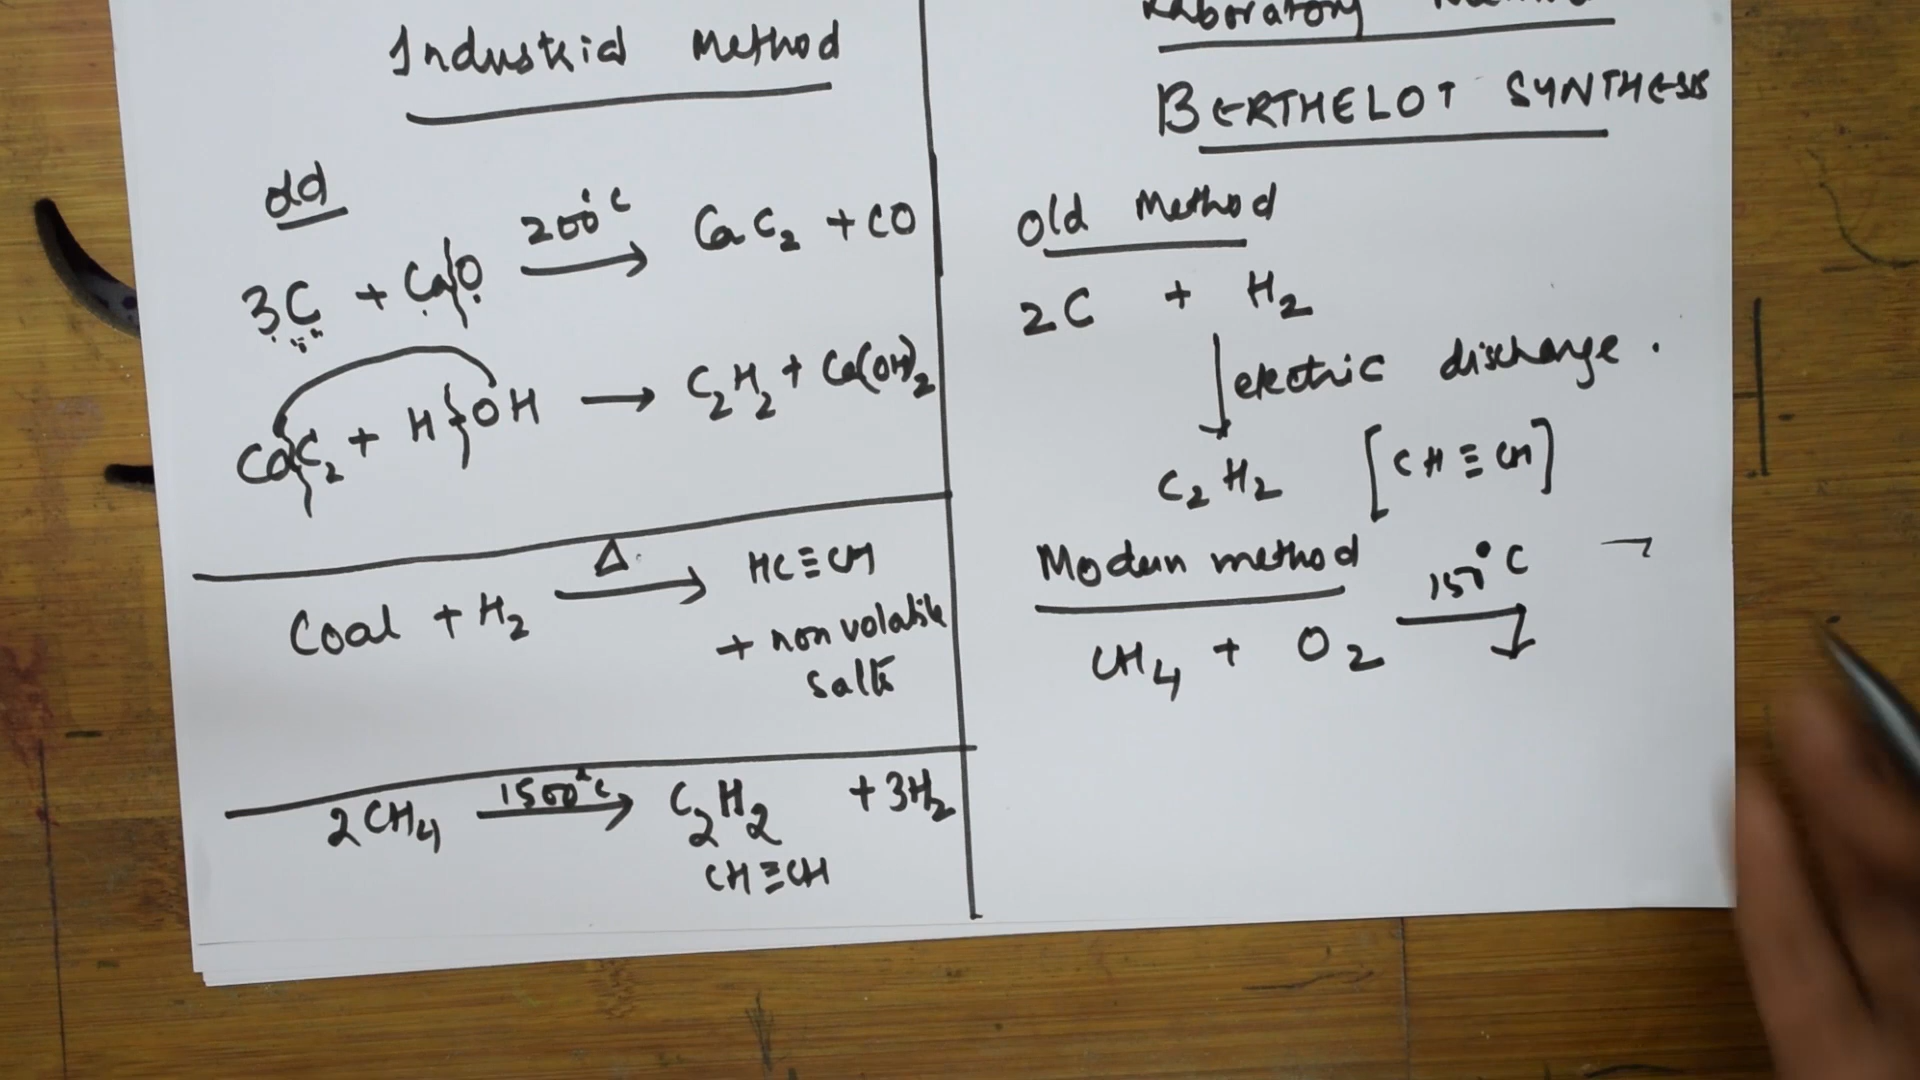 Industrial Method
old
3C + CaO 200°C → CaC₂ + CO
CaC₂ + HOH → C₂H₂ + Ca(OH)₂
Coal + H₂ Δ → HC≡CH
+ non volatile
salts
2CH₄ 1500°C → C₂H₂ + 3H₂
CH≡CH
Laboratory
BERTHELOT SYNTHESIS
Old Method
2C + H₂
↓ electric discharge.
C₂H₂ [CH≡CH]
Modern method
CH₄ + O₂ 150°C →